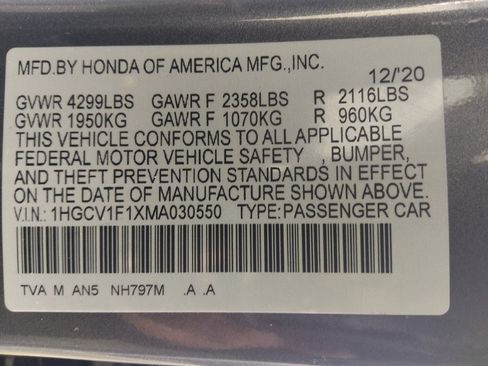 MFD.BY HONDA OF AMERICA MFG.,INC.
12/'20
GVWR 4299LBS GAWR F 2358LBS R 2116LBS
GVWR 1950KG GAWR F 1070KG R 960KG
THIS VEHICLE CONFORMS TO ALL APPLICABLE
FEDERAL MOTOR VEHICLE SAFETY , BUMPER,
AND THEFT PREVENTION STANDARDS IN EFFECT
ON THE DATE OF MANUFACTURE SHOWN ABOVE.
V.I.N.: 1HGCV1F1XMA030550 TYPE:PASSENGER CAR
TVA M AN5 NH797M .A .A